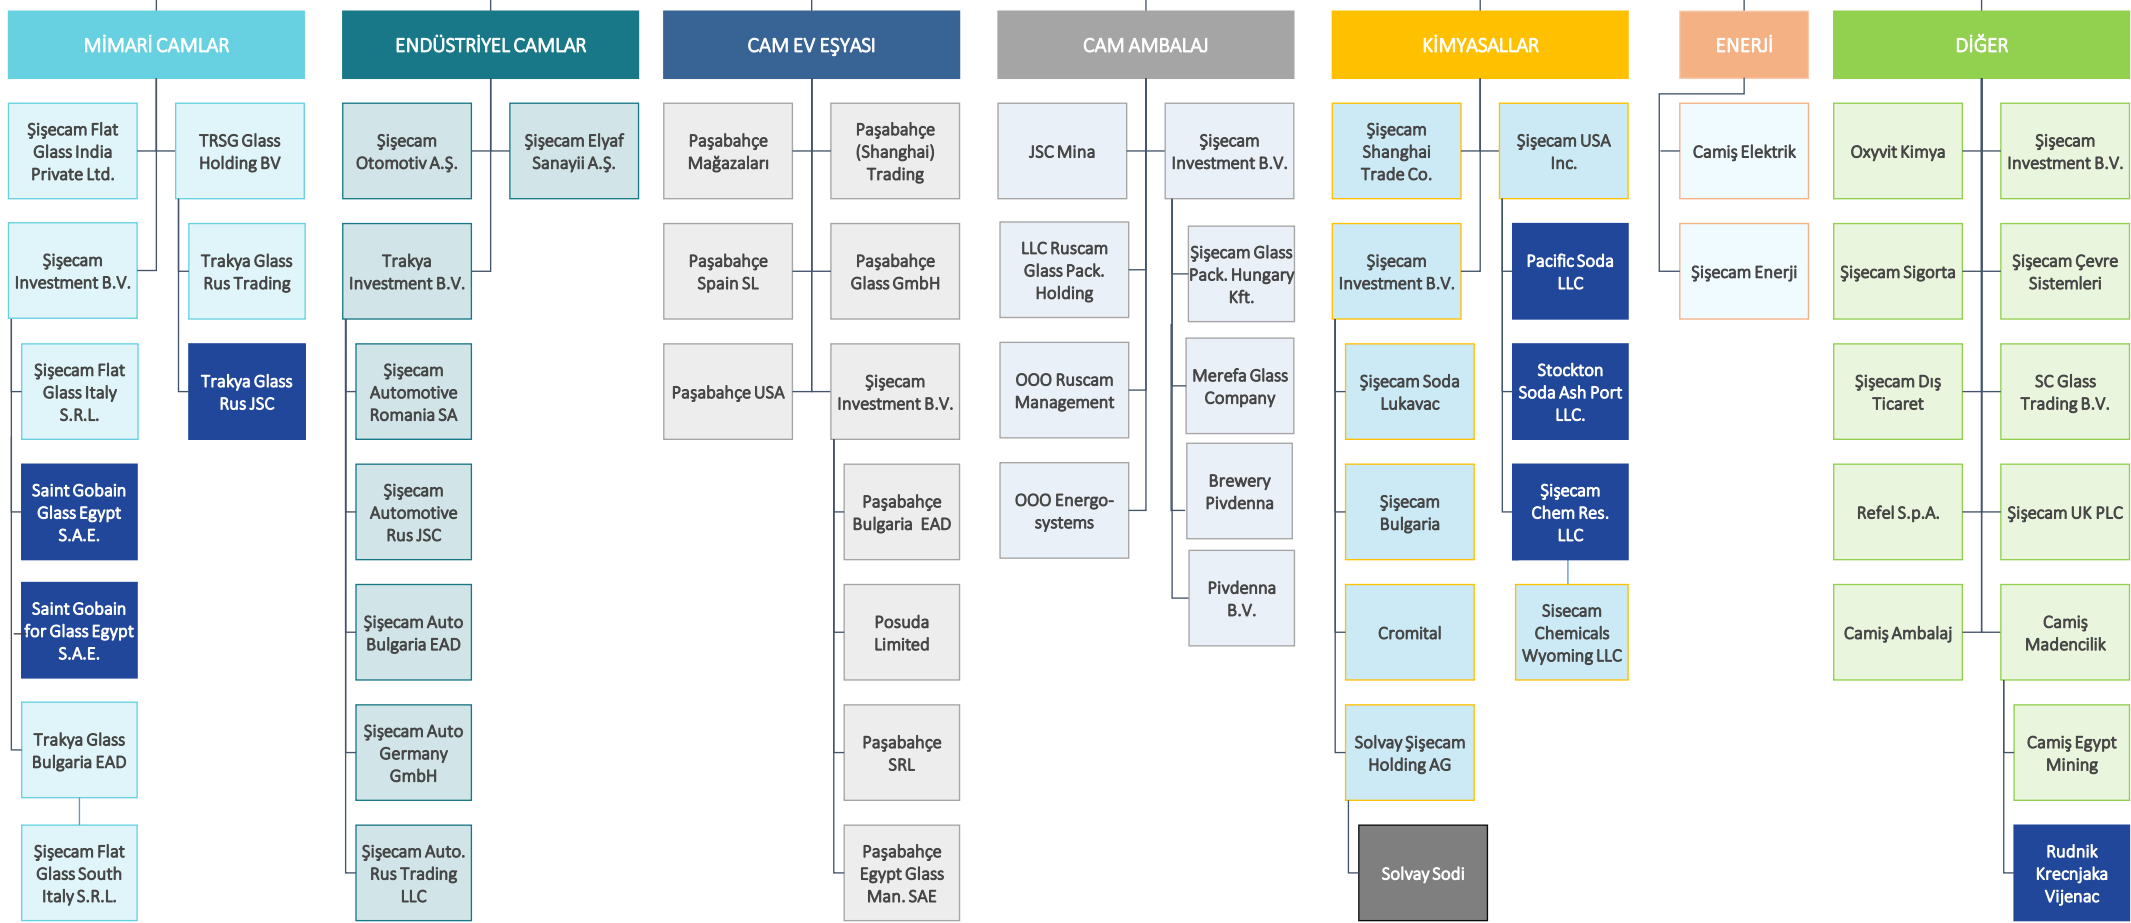 MİMARİ CAMLAR
Şişecam Flat
Glass India
Private Ltd.
TRSG Glass
Holding BV
Şişecam
Investment B.V.
Trakya Glass
Rus Trading
Şişecam Flat
Glass Italy
S.R.L.
Trakya Glass
Rus JSC
Saint Gobain
Glass Egypt
S.A.E.
Saint Gobain
for Glass Egypt
S.A.E.
Trakya Glass
Bulgaria EAD
Şişecam Flat
Glass South
Italy S.R.L.
ENDÜSTRİYEL CAMLAR
Şişecam
Otomotiv A.Ş.
Şişecam Elyaf
Sanayii A.Ş.
Trakya
Investment B.V.
Şişecam
Automotive
Romania SA
Şişecam
Automotive
Rus JSC
Şişecam Auto
Bulgaria EAD
Şişecam Auto
Germany
GmbH
Şişecam Auto.
Rus Trading
LLC
CAM EV EŞYASI
Paşabahçe
Mağazaları
Paşabahçe
(Shanghai)
Trading
Paşabahçe
Spain SL
Paşabahçe
Glass GmbH
Paşabahçe USA
Şişecam
Investment B.V.
Paşabahçe
Bulgaria EAD
Posuda
Limited
Paşabahçe
SRL
Paşabahçe
Egypt Glass
Man. SAE
CAM AMBALAJ
JSC Mina
Şişecam
Investment B.V.
LLC Ruscam
Glass Pack.
Holding
Şişecam Glass
Pack. Hungary
Kft.
OOO Ruscam
Management
Merefa Glass
Company
OOO Energo-
systems
Brewery
Pivdenna
Pivdenna
B.V.
KİMYASALLAR
Şişecam
Shanghai
Trade Co.
Şişecam USA
Inc.
Şişecam
Investment B.V.
Pacific Soda
LLC
Şişecam Soda
Lukavac
Stockton
Soda Ash Port
LLC.
Şişecam
Bulgaria
Şişecam
Chem Res.
LLC
Cromital
Sisecam
Chemicals
Wyoming LLC
Solvay Şişecam
Holding AG
Solvay Sodi
ENERJİ
Camiş Elektrik
Şişecam Enerji
DİĞER
Oxyvit Kimya
Şişecam
Investment B.V.
Şişecam Sigorta
Şişecam Çevre
Sistemleri
Şişecam Dış
Ticaret
SC Glass
Trading B.V.
Refel S.p.A.
Şişecam UK PLC
Camiş Ambalaj
Camiş
Madencilik
Camiş Egypt
Mining
Rudnik
Krecnjaka
Vijenac